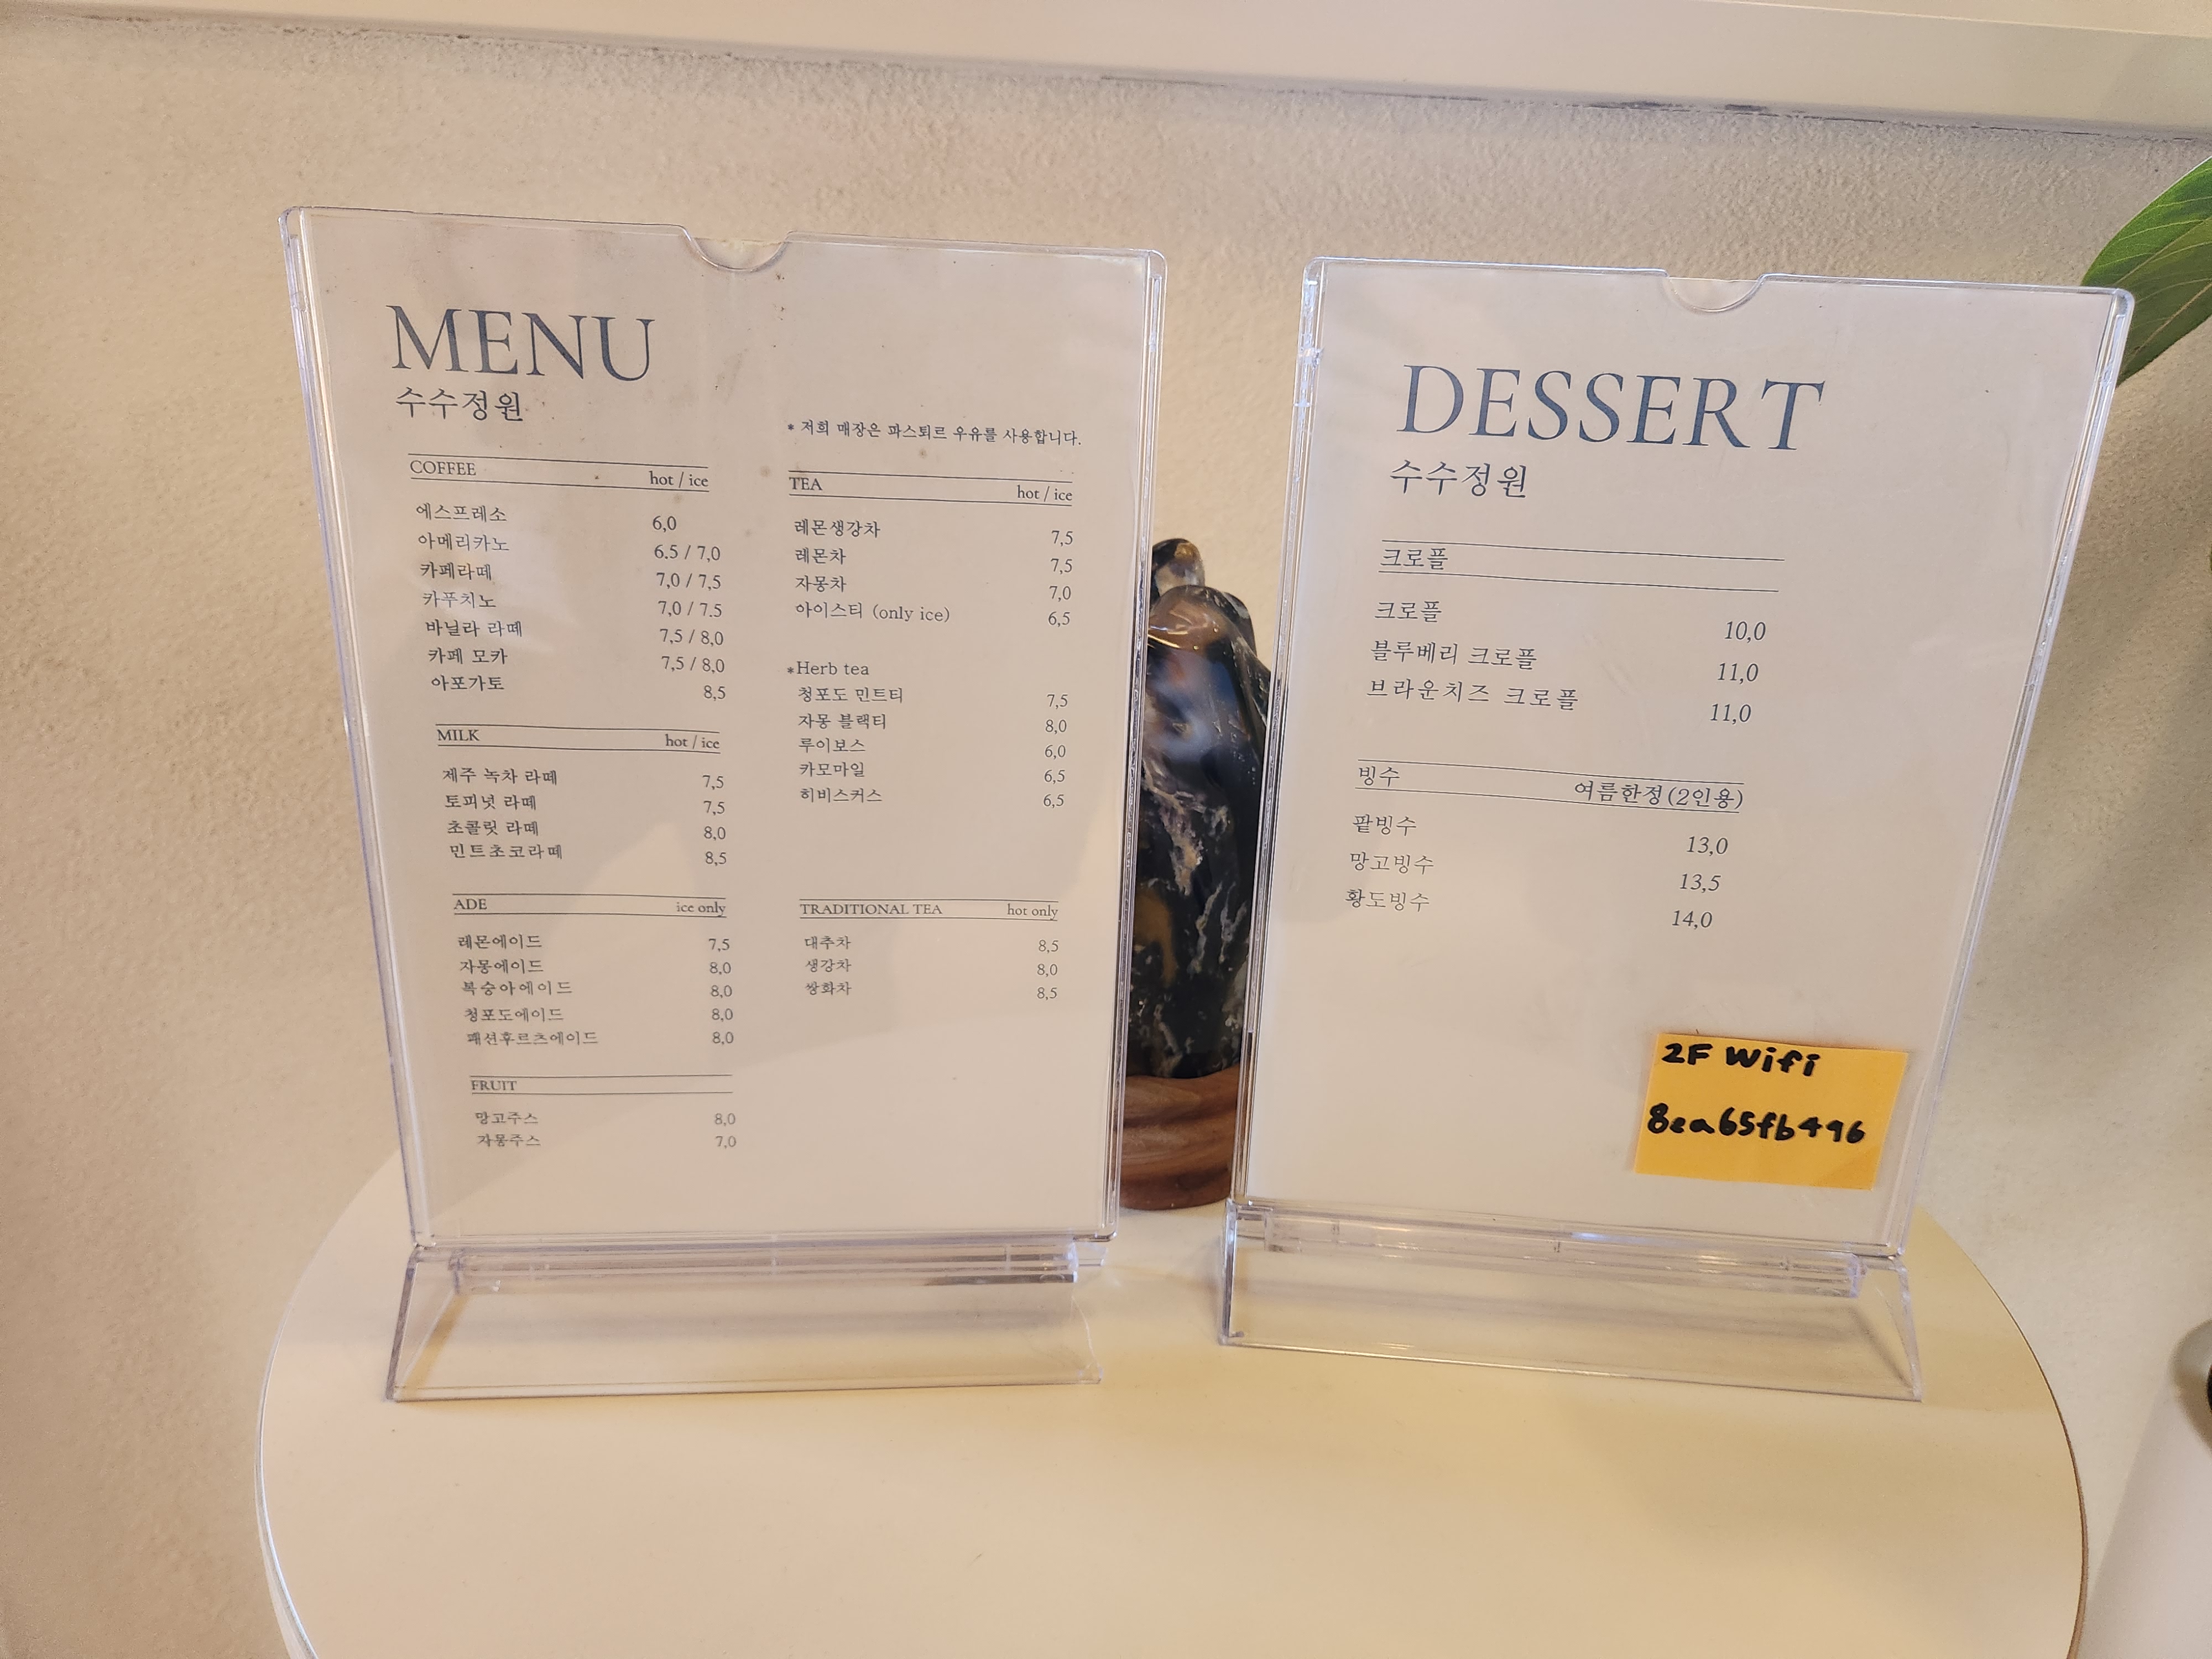 MENU
수수정원
COFFEE hot / ice
에스프레소 6,0
아메리카노 6.5 / 7,0
카페라떼 7,0 / 7,5
카푸치노 7,0 / 7.5
바닐라 라떼 7,5 / 8,0
카페 모카 7,5 / 8,0
아포가토 8,5
MILK hot / ice
제주 녹차 라떼 7,5
토피넛 라떼 7,5
초콜릿 라떼 8,0
민트초코라떼 8,5
ADE ice only
레몬에이드 7,5
자몽에이드 8,0
복숭아에이드 8,0
청포도에이드 8,0
패션후르츠에이드 8,0
FRUIT
망고주스 8,0
자몽주스 7,0
* 저희 매장은 파스퇴르 우유를 사용합니다.
TEA hot / ice
레몬생강차 7,5
레몬차 7,5
자몽차 7,0
아이스티 (only ice) 6,5
*Herb tea
청포도 민트티 7,5
자몽 블랙티 8,0
루이보스 6,0
카모마일 6,5
히비스커스 6,5
TRADITIONAL TEA hot only
대추차 8,5
생강차 8,0
쌍화차 8,5
DESSERT
수수정원
크로플
크로플 10,0
블루베리 크로플 11,0
브라운치즈 크로플 11,0
빙수 여름한정(2인용)
팥빙수 13,0
망고빙수 13,5
황도빙수 14,0
2F Wifi
8ea65fb496